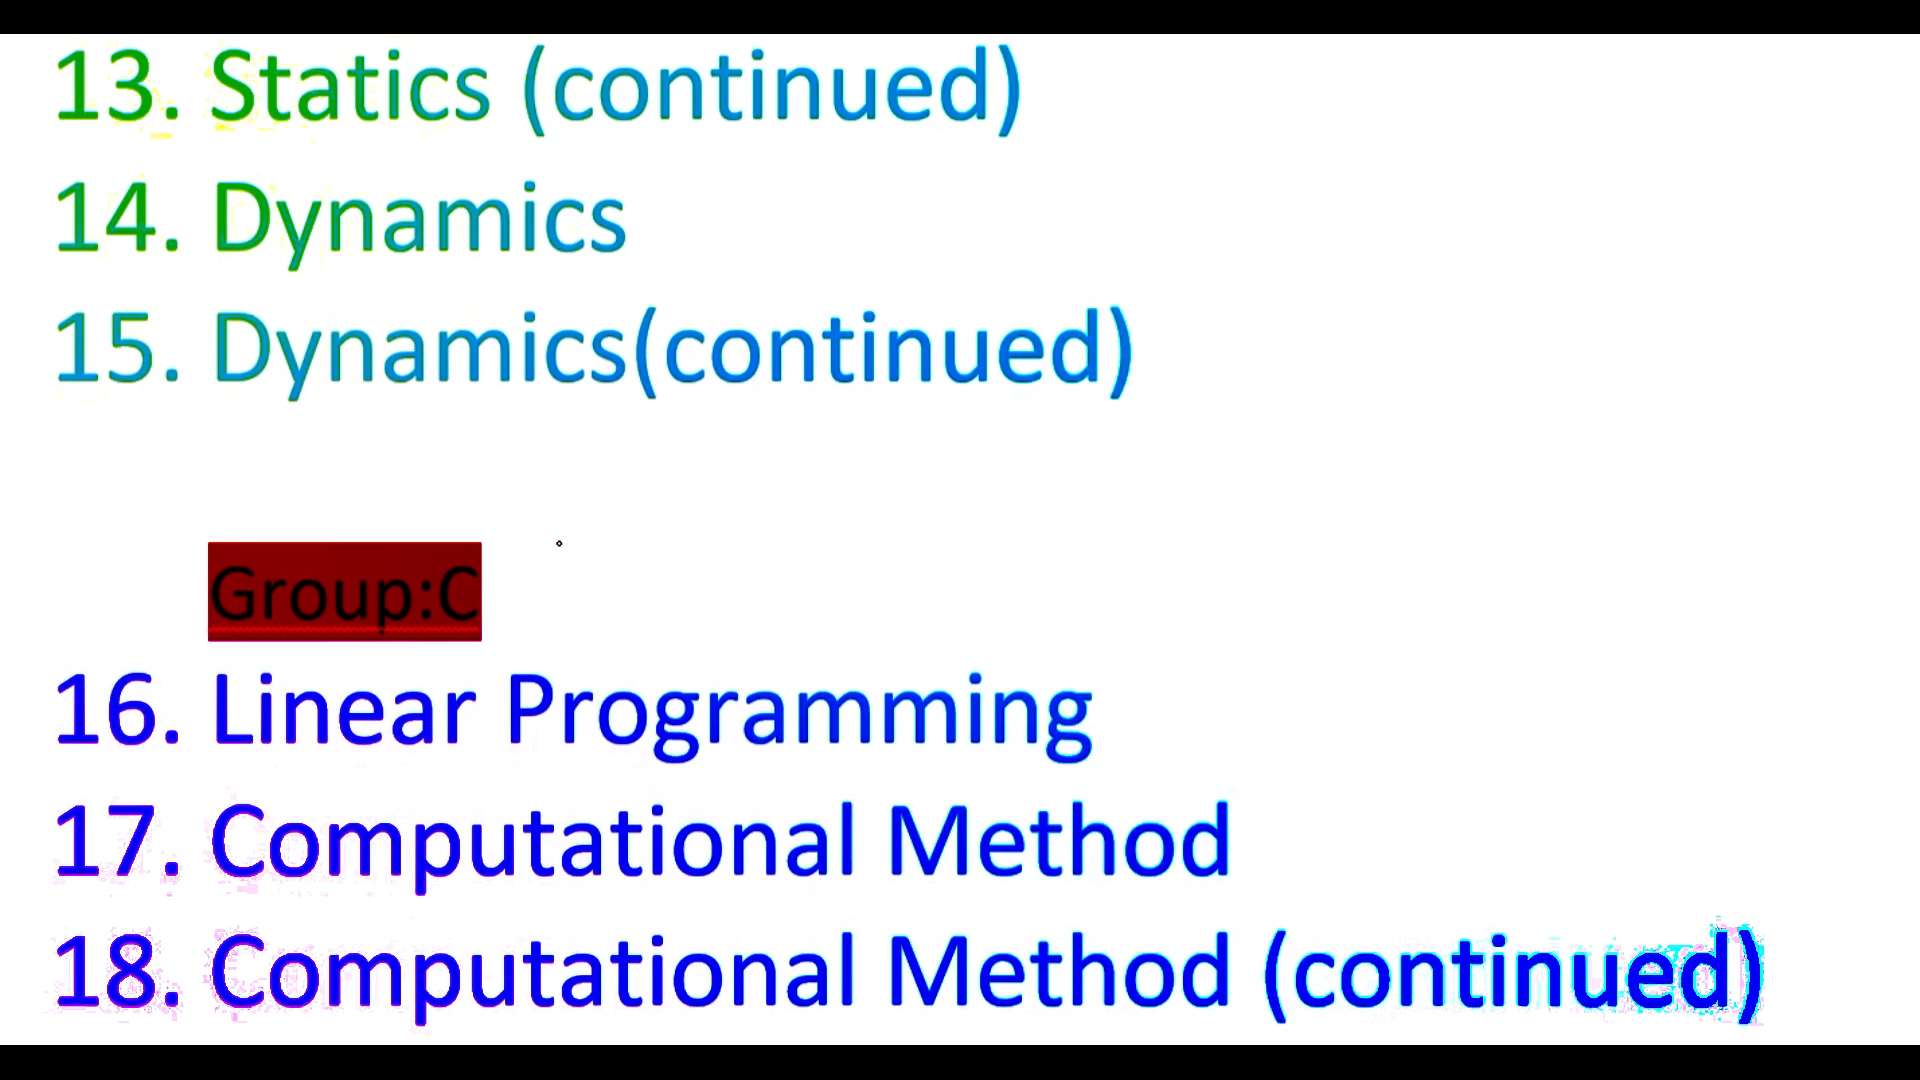 13. Statics (continued)
14. Dynamics
15. Dynamics(continued)
Group:C
16. Linear Programming
17. Computational Method
18. Computational Method (continued)